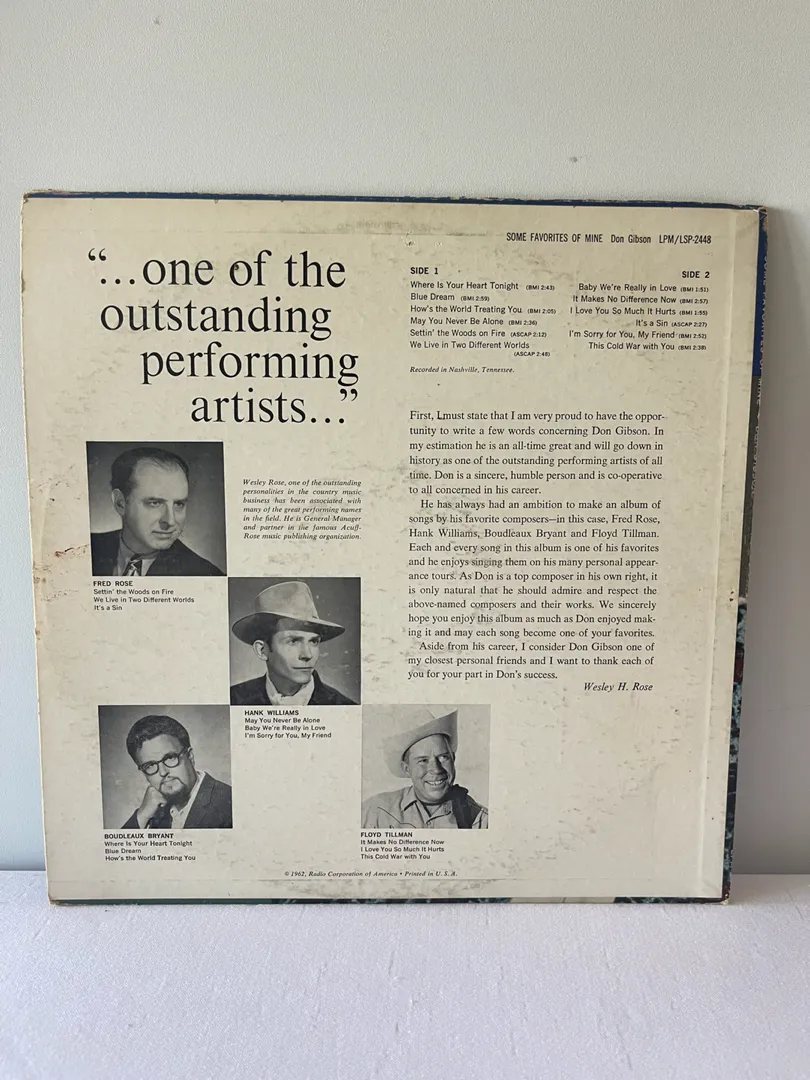 SOME FAVORITES OF MINE Don Gibson LPM/LSP-2448
“...one of the
outstanding
performing
artists...”
SIDE 1
Where Is Your Heart Tonight (BMI 2:43)
Blue Dream (BMI 2:59)
How's the World Treating You (BMI 2:05)
May You Never Be Alone (BMI 2:36)
Settin' the Woods on Fire (ASCAP 2:12)
We Live in Two Different Worlds
(ASCAP 2:48)
SIDE 2
Baby We're Really in Love (BMI 1:51)
It Makes No Difference Now (BMI 2:57)
I Love You So Much It Hurts (BMI 1:55)
It's a Sin (ASCAP 2:27)
I'm Sorry for You, My Friend (BMI 2:52)
This Cold War with You (BMI 2:38)
Recorded in Nashville, Tennessee.
First, I must state that I am very proud to have the oppor-
tunity to write a few words concerning Don Gibson. In
my estimation he is an all-time great and will go down in
history as one of the outstanding performing artists of all
time. Don is a sincere, humble person and is co-operative
to all concerned in his career.
He has always had an ambition to make an album of
songs by his favorite composers—in this case, Fred Rose,
Hank Williams, Boudleaux Bryant and Floyd Tillman.
Each and every song in this album is one of his favorites
and he enjoys singing them on his many personal appear-
ance tours. As Don is a top composer in his own right, it
is only natural that he should admire and respect the
above-named composers and their works. We sincerely
hope you enjoy this album as much as Don enjoyed mak-
ing it and may each song become one of your favorites.
Aside from his career, I consider Don Gibson one of
my closest personal friends and I want to thank each of
you for your part in Don's success.
Wesley H. Rose
Wesley Rose, one of the outstanding
personalities in the country music
business has been associated with
many of the great performing names
in the field. He is General Manager
and partner in the famous Acuff-
Rose music publishing organization.
FRED ROSE
Settin' the Woods on Fire
We Live in Two Different Worlds
It's a Sin
HANK WILLIAMS
May You Never Be Alone
Baby We're Really in Love
I'm Sorry for You, My Friend
BOUDLEAUX BRYANT
Where Is Your Heart Tonight
Blue Dream
How's the World Treating You
FLOYD TILLMAN
It Makes No Difference Now
I Love You So Much It Hurts
This Cold War with You
© 1962, Radio Corporation of America • Printed in U. S. A.